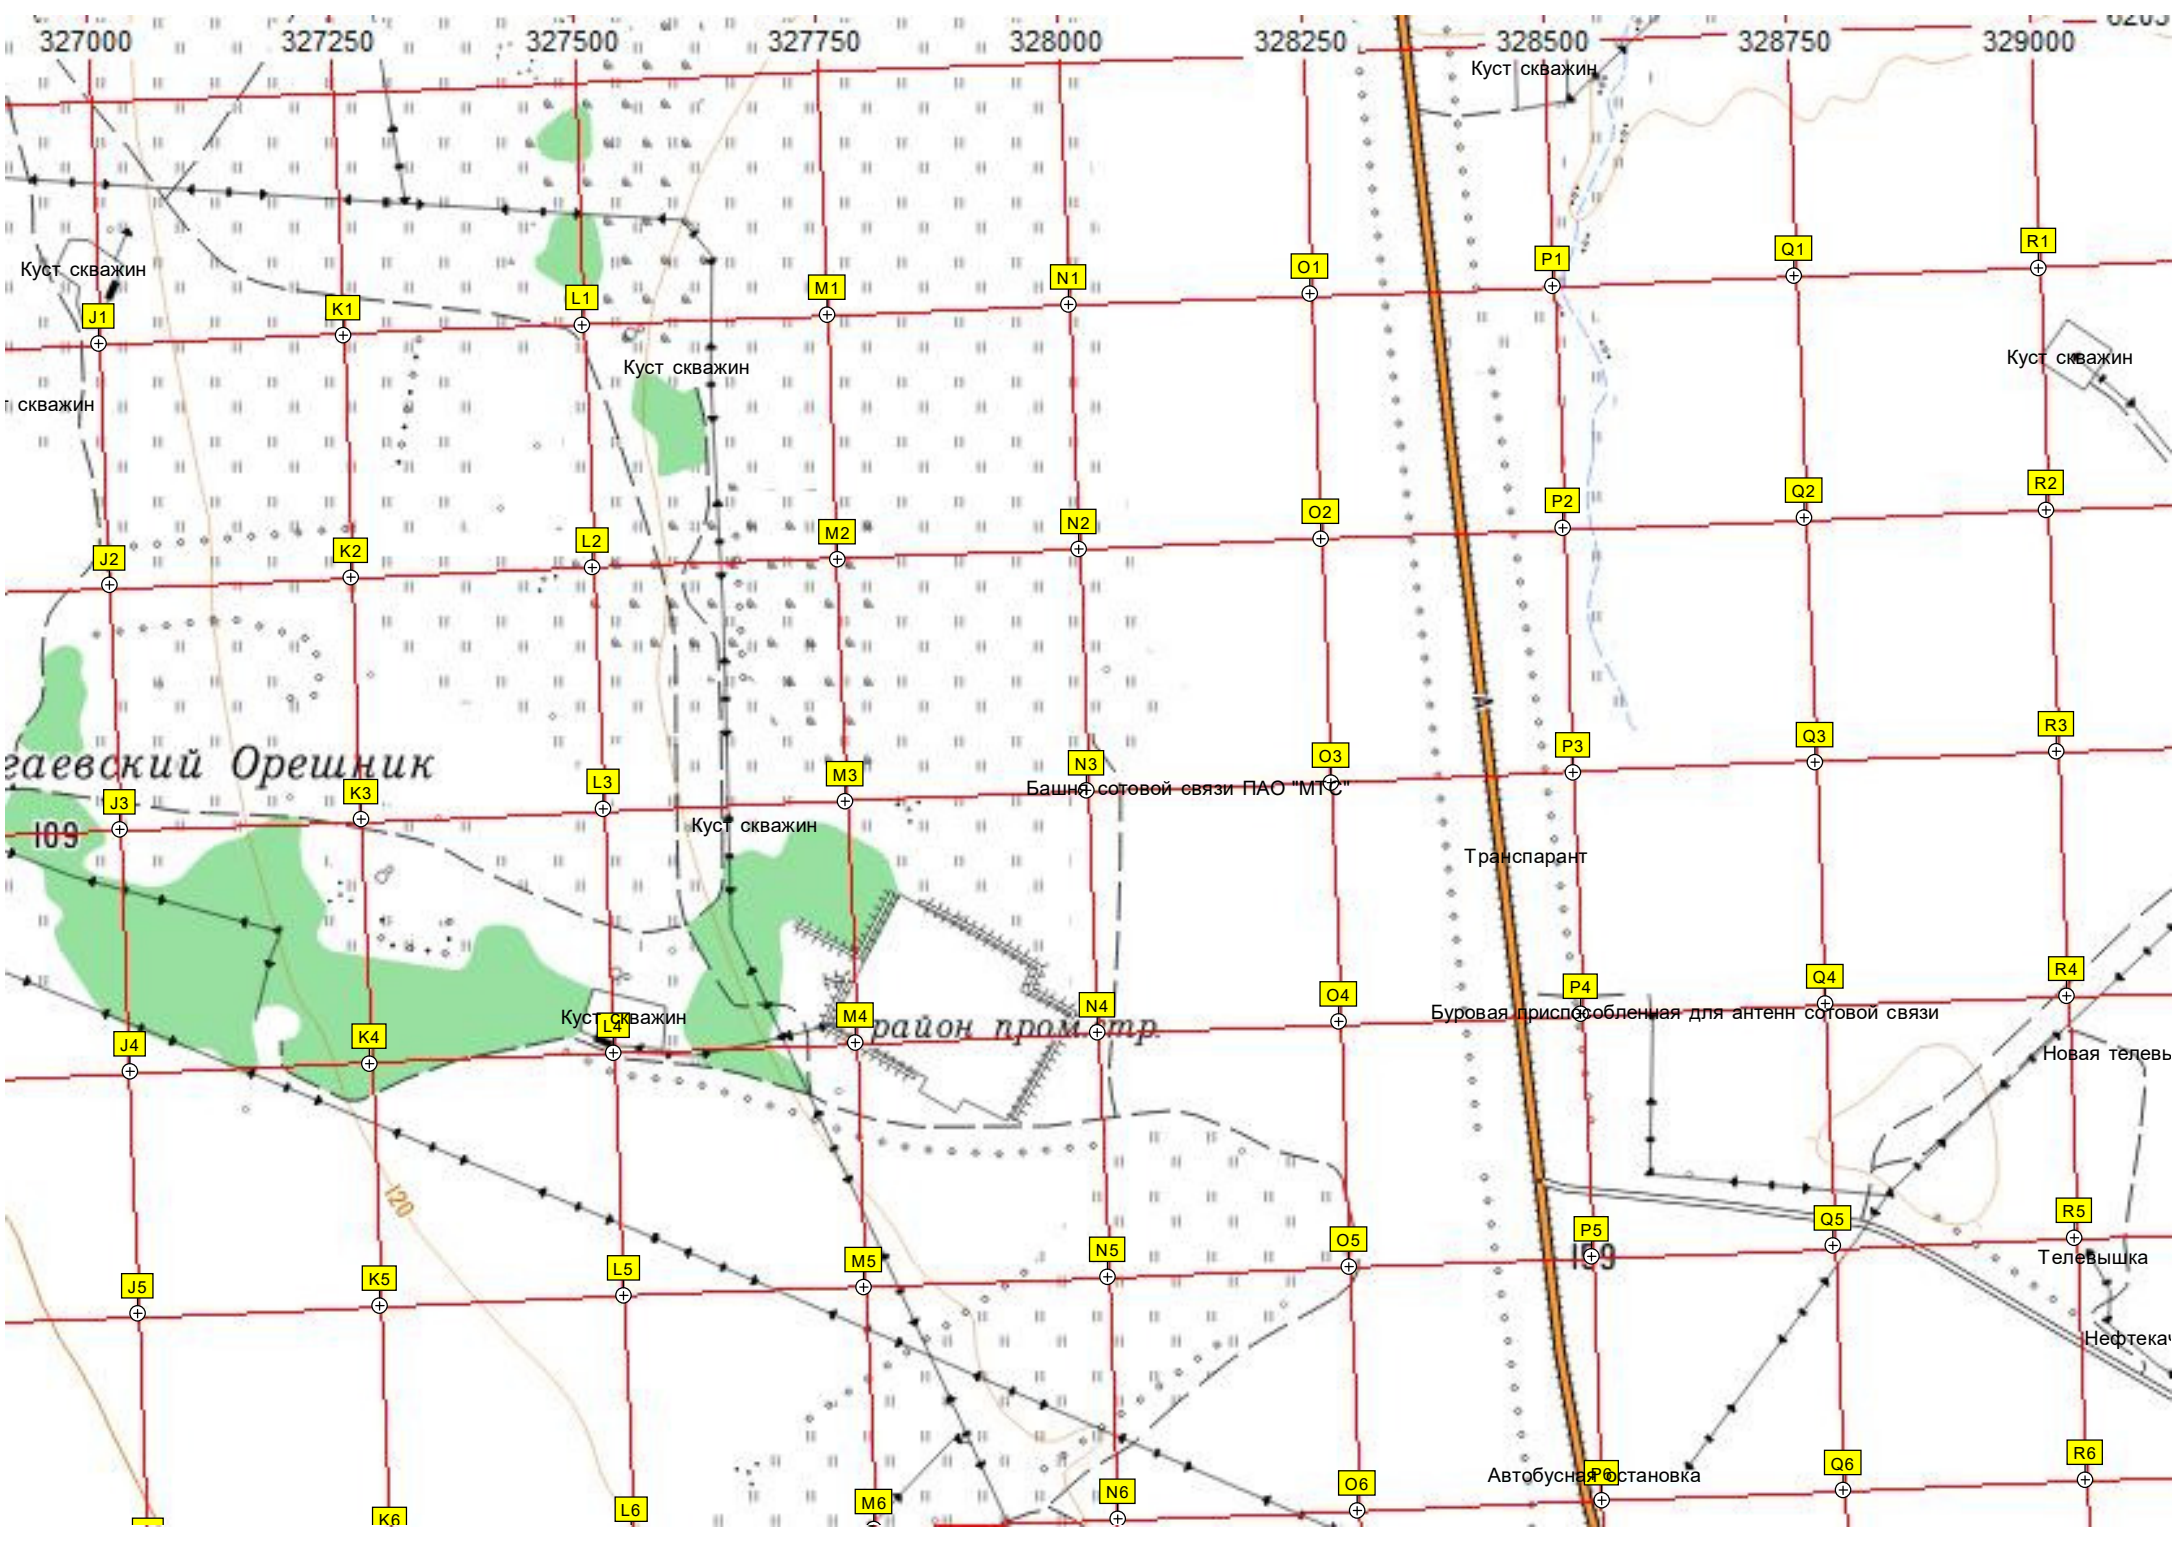 327000 327250 327500 327750 328000 328250 328500 328750 329000
Куст скважин
Куст скважин
J1 K1 L1 M1 N1 O1 P1 Q1 R1
Куст скважин
Куст скважин
скважин
J2 K2 L2 M2 N2 O2 P2 Q2 R2
гаевский Орешник
J3 K3 L3 M3 N3 O3 P3 Q3 R3
Башня сотовой связи ПАО "МТС"
109
Куст скважин
Транспарант
J4 K4 L4 M4 N4 O4 P4 Q4 R4
Куст скважин
район пром стр.
Буровая приспособленная для антенн сотовой связи
Новая телевы
120
J5 K5 L5 M5 N5 O5 P5 Q5 R5
159
Телевышка
Нефтекач
Автобусная остановка
K6 L6 M6 N6 O6 P6 Q6 R6